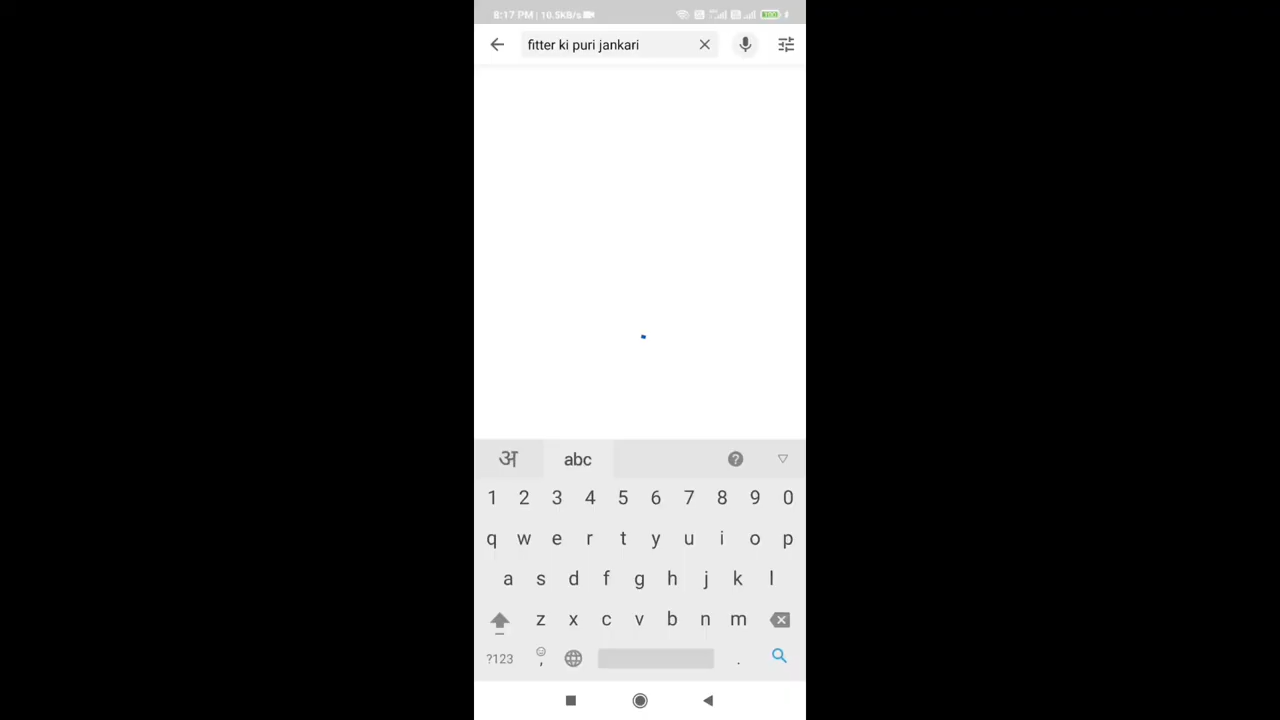 8:17 PM | 10.5KB/s
100
fitter ki puri jankari
अ abc
1 2 3 4 5 6 7 8 9 0
q w e r t y u i o p
a s d f g h j k l
z x c v b n m
?123 , .